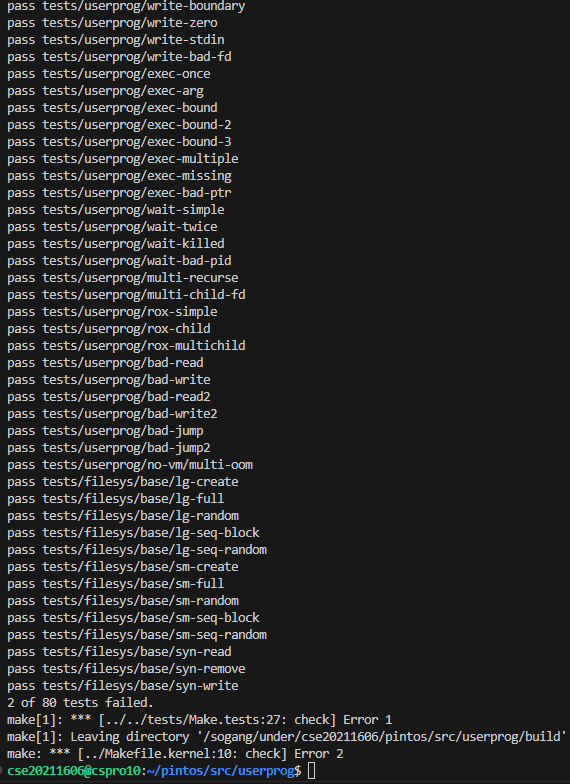 pass tests/userprog/write-boundary
pass tests/userprog/write-zero
pass tests/userprog/write-stdin
pass tests/userprog/write-bad-fd
pass tests/userprog/exec-once
pass tests/userprog/exec-arg
pass tests/userprog/exec-bound
pass tests/userprog/exec-bound-2
pass tests/userprog/exec-bound-3
pass tests/userprog/exec-multiple
pass tests/userprog/exec-missing
pass tests/userprog/exec-bad-ptr
pass tests/userprog/wait-simple
pass tests/userprog/wait-twice
pass tests/userprog/wait-killed
pass tests/userprog/wait-bad-pid
pass tests/userprog/multi-recurse
pass tests/userprog/multi-child-fd
pass tests/userprog/rox-simple
pass tests/userprog/rox-child
pass tests/userprog/rox-multichild
pass tests/userprog/bad-read
pass tests/userprog/bad-write
pass tests/userprog/bad-read2
pass tests/userprog/bad-write2
pass tests/userprog/bad-jump
pass tests/userprog/bad-jump2
pass tests/userprog/no-vm/multi-oom
pass tests/filesys/base/lg-create
pass tests/filesys/base/lg-full
pass tests/filesys/base/lg-random
pass tests/filesys/base/lg-seq-block
pass tests/filesys/base/lg-seq-random
pass tests/filesys/base/sm-create
pass tests/filesys/base/sm-full
pass tests/filesys/base/sm-random
pass tests/filesys/base/sm-seq-block
pass tests/filesys/base/sm-seq-random
pass tests/filesys/base/syn-read
pass tests/filesys/base/syn-remove
pass tests/filesys/base/syn-write
2 of 80 tests failed.
make[1]: *** [../../tests/Make.tests:27: check] Error 1
make[1]: Leaving directory '/sogang/under/cse20211606/pintos/src/userprog/build'
make: *** [../Makefile.kernel:10: check] Error 2
cse20211606@cspro10:~/pintos/src/userprog$